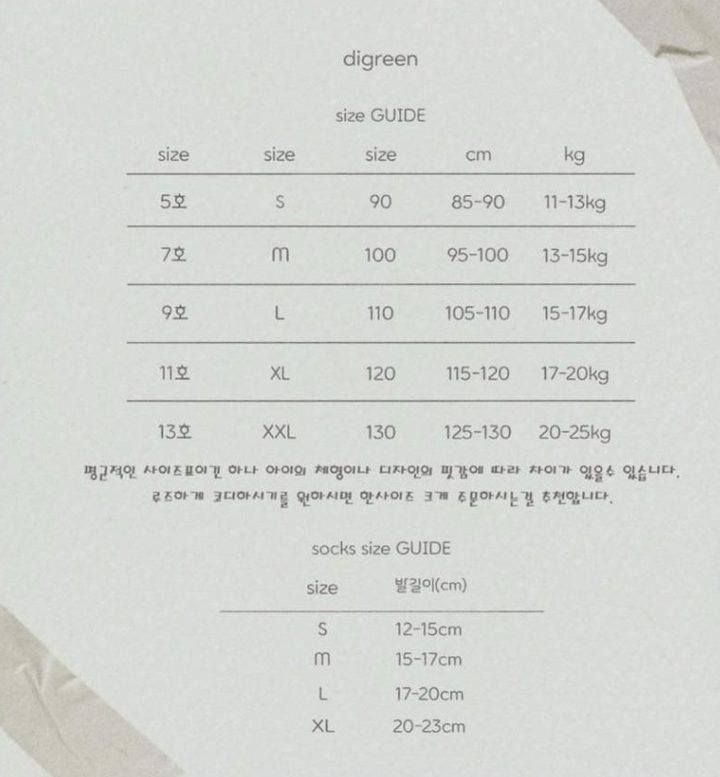 digreen
size GUIDE
size size size cm kg
5호 S 90 85-90 11-13kg
7호 M 100 95-100 13-15kg
9호 L 110 105-110 15-17kg
11호 XL 120 115-120 17-20kg
13호 XXL 130 125-130 20-25kg
평균적인 사이즈표이긴 하나 아이의 체형이나 디자인의 핏감에 따라 차이가 있을수 있습니다.
루즈하게 코디하시기를 원하시면 한사이즈 크게 주문하시는걸 추천합니다.
socks size GUIDE
size 발길이(cm)
S 12-15cm
M 15-17cm
L 17-20cm
XL 20-23cm